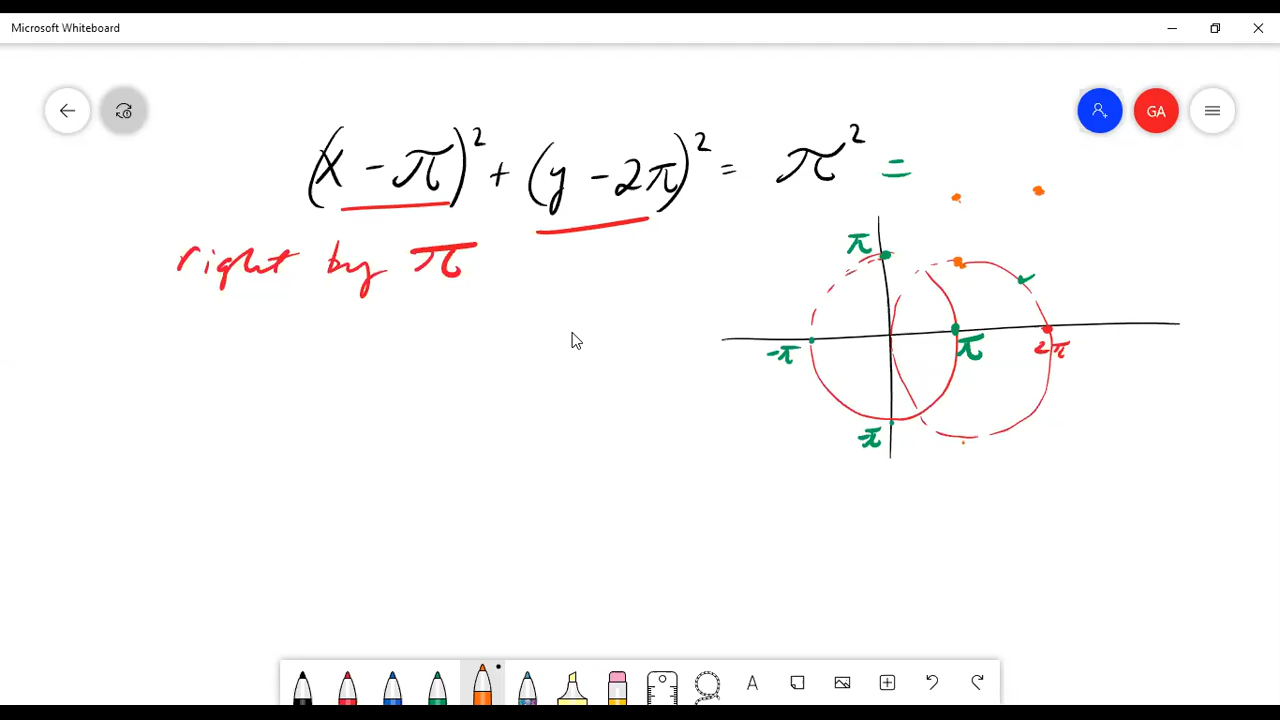 Microsoft Whiteboard
GA
(x - π)² + (y - 2π)² = π² =
right by π
π
-π
π
2π
-π
A